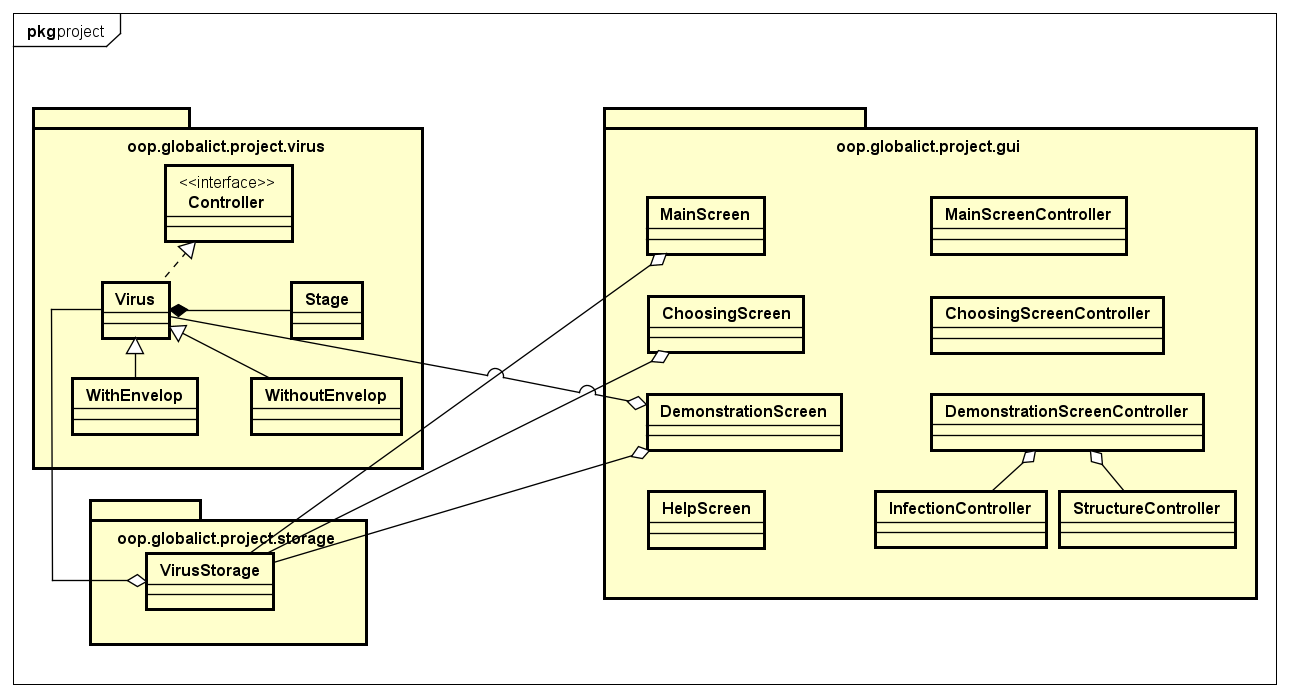 pkgproject
oop.globalict.project.virus
<<interface>>
Controller
Virus
Stage
WithEnvelop
WithoutEnvelop
oop.globalict.project.storage
VirusStorage
oop.globalict.project.gui
MainScreen
MainScreenController
ChoosingScreen
ChoosingScreenController
DemonstrationScreen
DemonstrationScreenController
HelpScreen
InfectionController
StructureController